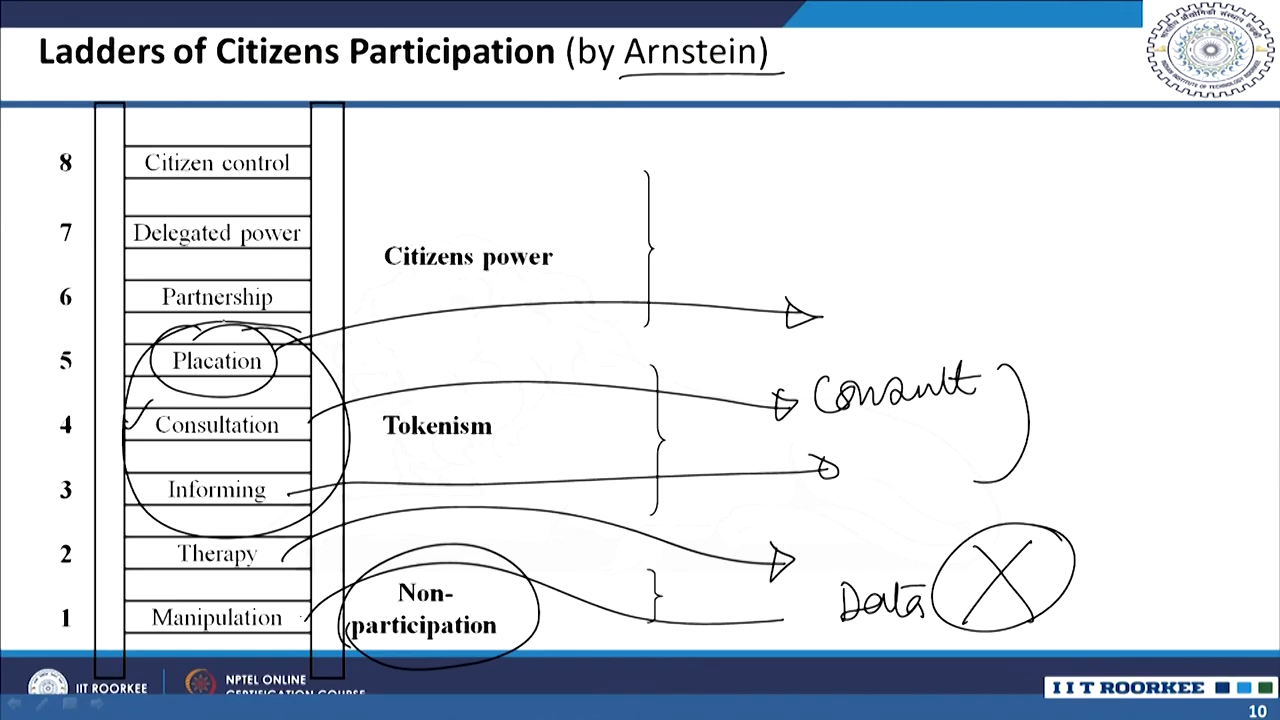 Ladders of Citizens Participation (by Arnstein)
8 Citizen control
7 Delegated power
Citizens power
6 Partnership
5 Placation
Consult
4 Consultation
Tokenism
3 Informing
2 Therapy
Non-
Data
1 Manipulation
participation
IIT ROORKEE
NPTEL ONLINE
CERTIFICATION COURSE
IIT ROORKEE
10